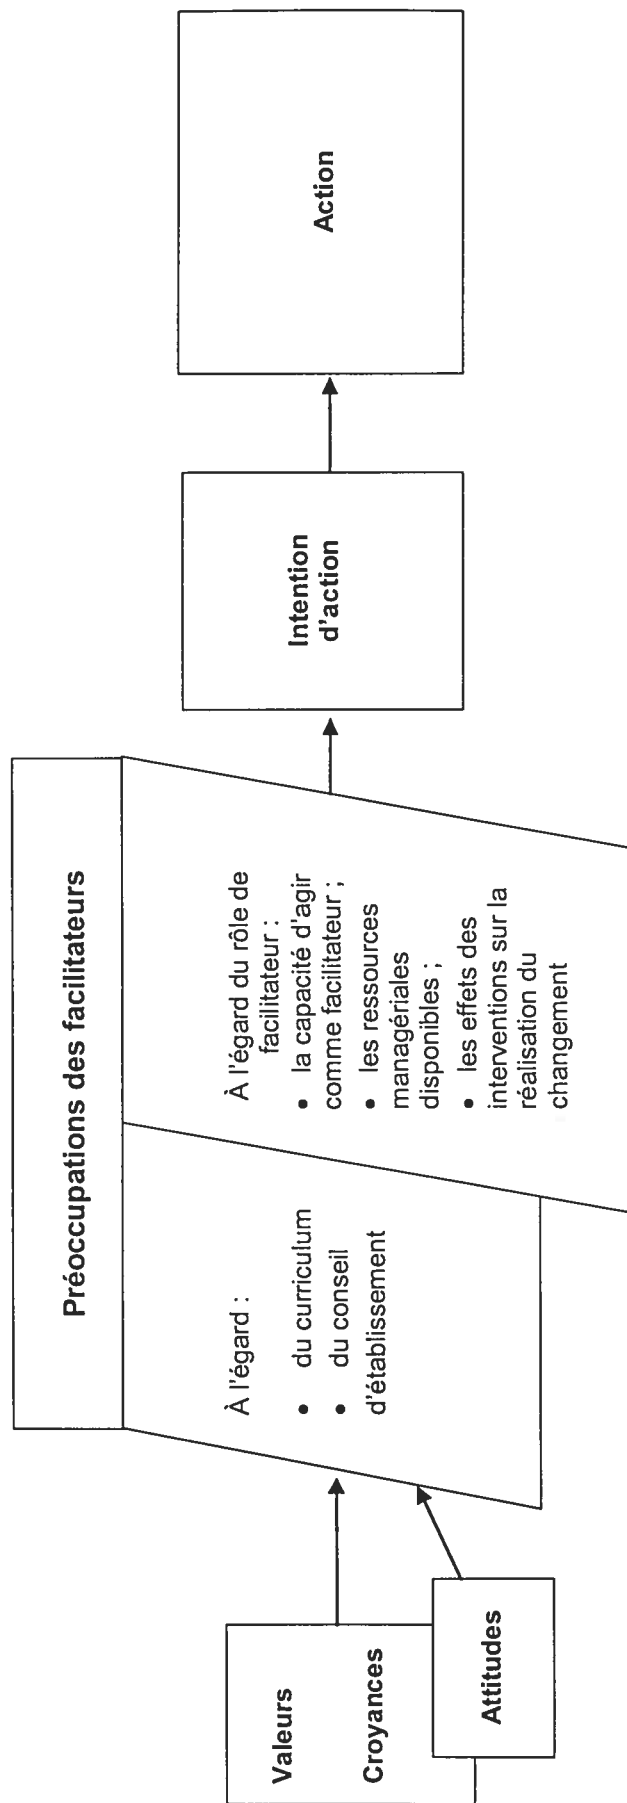 Préoccupations des facilitateurs
Valeurs
Croyances
Attitudes
À l'égard :
• du curriculum
• du conseil
d'établissement
À l'égard du rôle de
facilitateur :
• la capacité d'agir
comme facilitateur ;
• les ressources
managériales
disponibles ;
• les effets des
interventions sur la
réalisation du
changement
Intention
d'action
Action